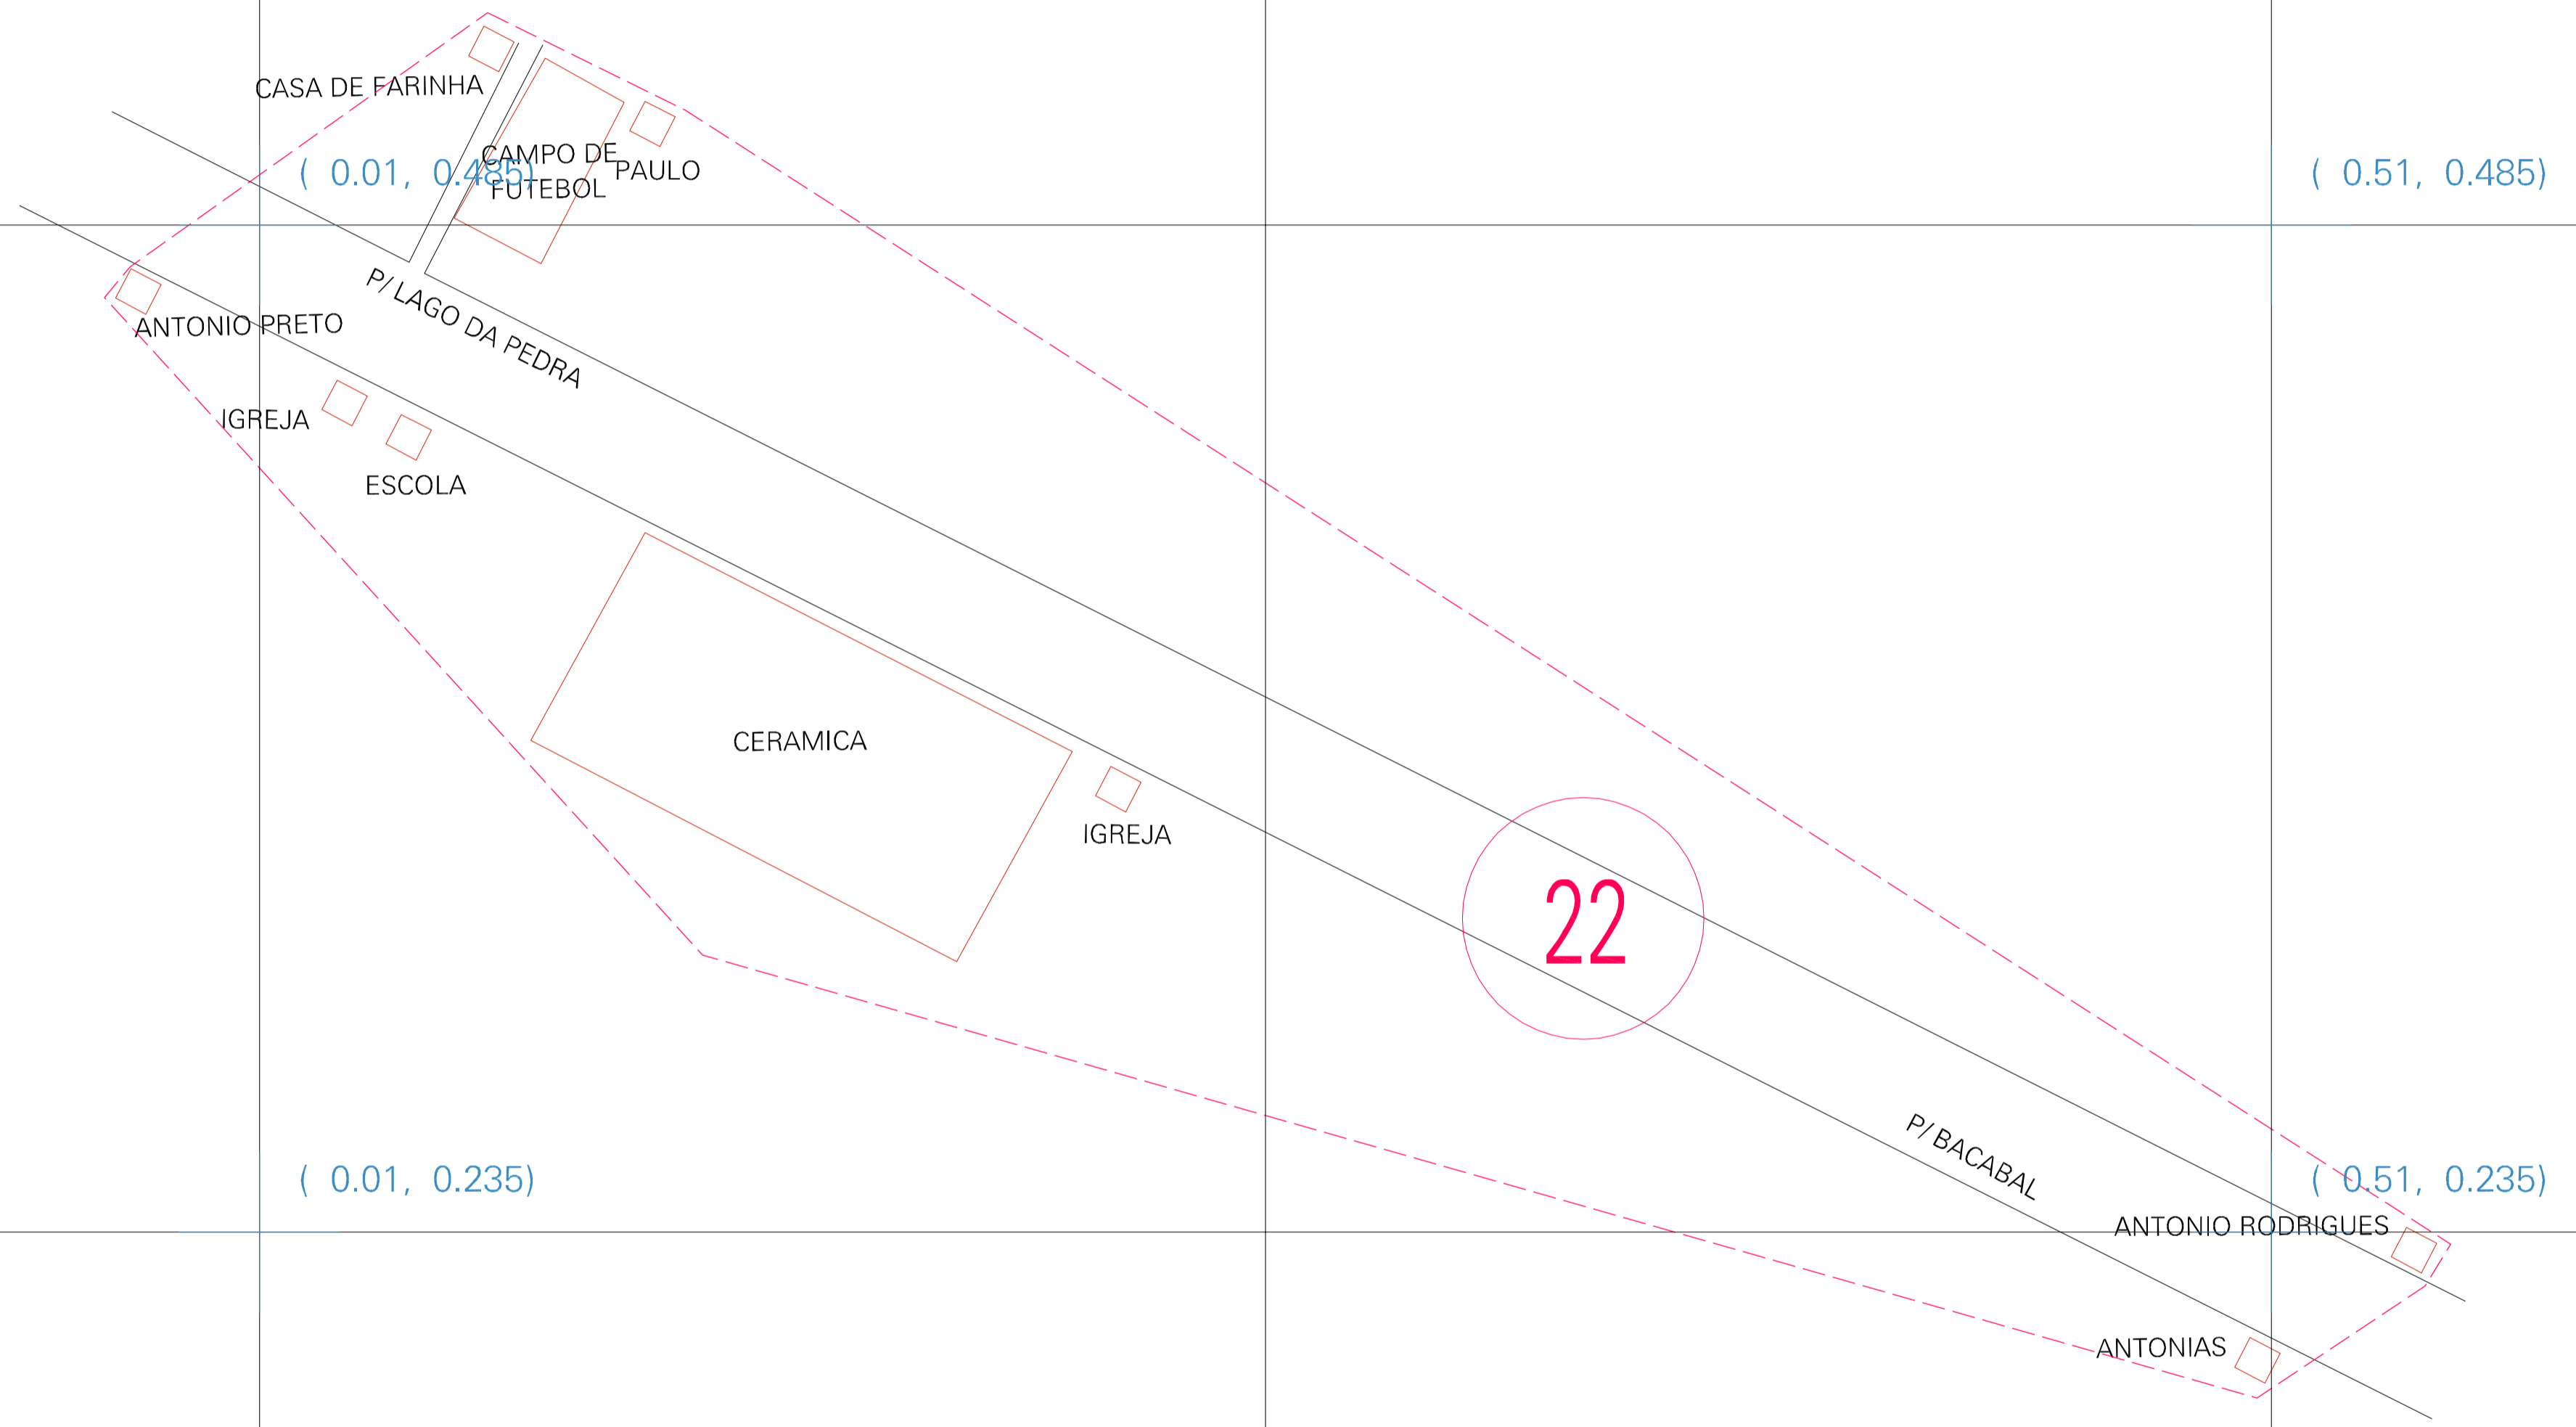 CASA DE FARINHA
CAMPO DE
FUTEBOL
PAULO
( 0.01, 0.485)
( 0.51, 0.485)
P/ LAGO DA PEDRA
ANTONIO PRETO
IGREJA
ESCOLA
CERAMICA
IGREJA
22
P/ BACABAL
( 0.01, 0.235)
( 0.51, 0.235)
ANTONIO RODRIGUES
ANTONIAS